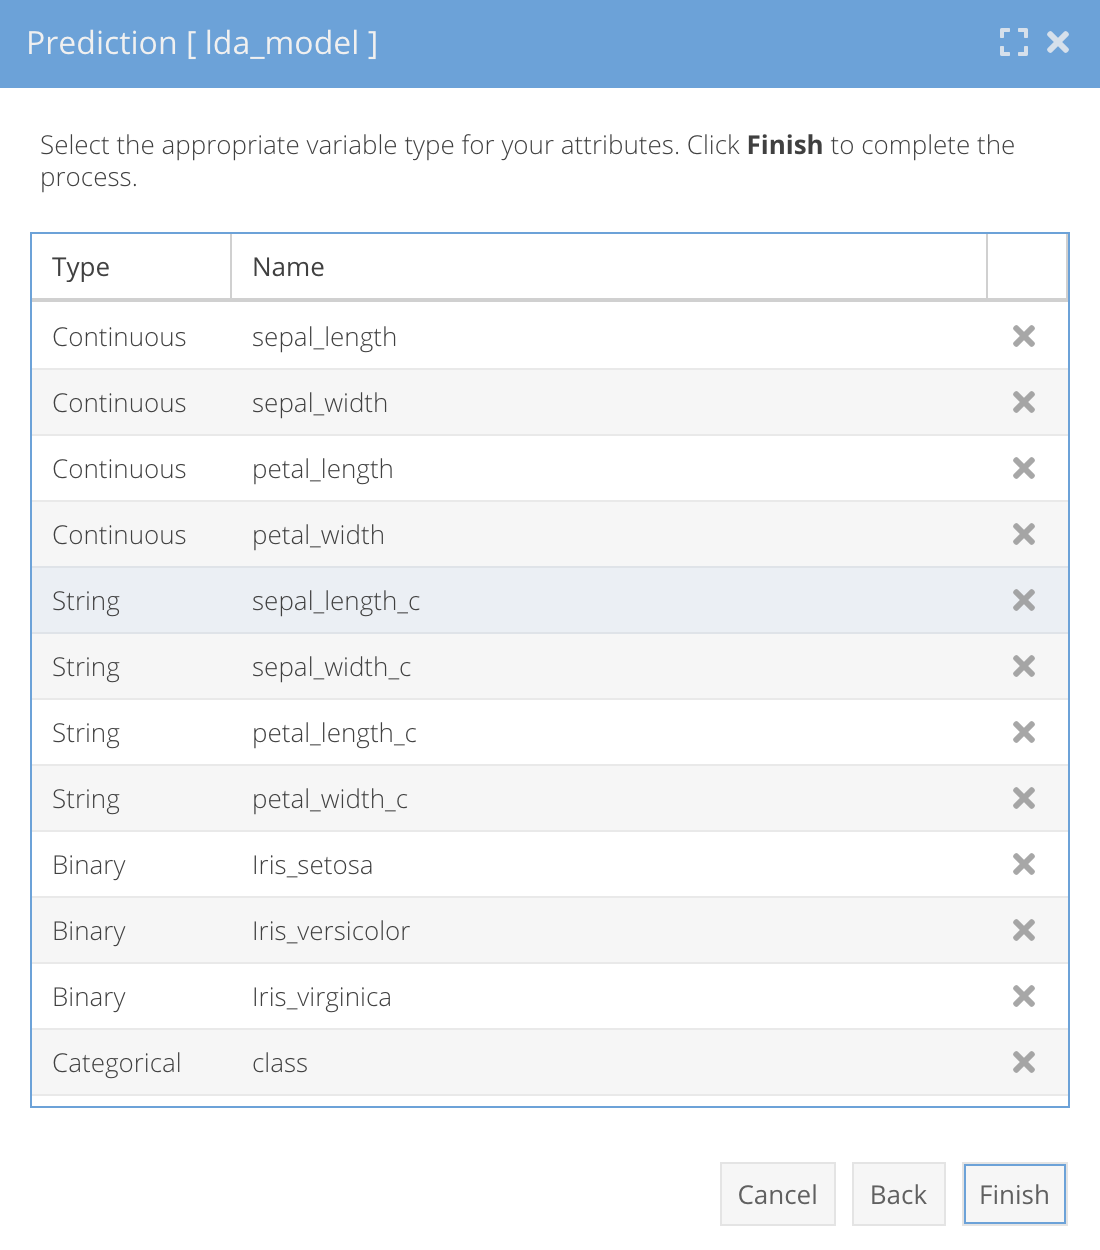 Prediction [ lda_model ]
Select the appropriate variable type for your attributes. Click Finish to complete the
process.
Type Name
Continuous sepal_length
Continuous sepal_width
Continuous petal_length
Continuous petal_width
String sepal_length_c
String sepal_width_c
String petal_length_c
String petal_width_c
Binary Iris_setosa
Binary Iris_versicolor
Binary Iris_virginica
Categorical class
Cancel Back Finish